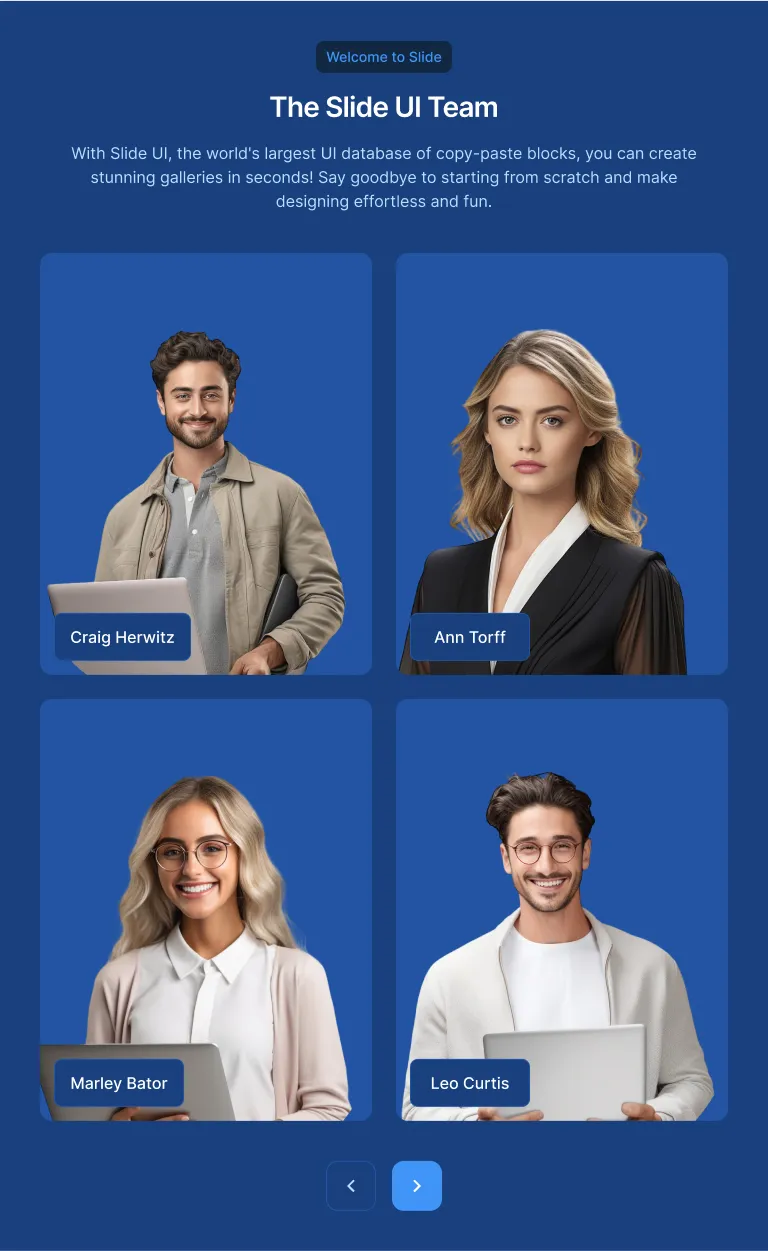 Welcome to Slide
The Slide UI Team
With Slide UI, the world's largest UI database of copy-paste blocks, you can create
stunning galleries in seconds! Say goodbye to starting from scratch and make
designing effortless and fun.
Craig Herwitz
Ann Torff
Marley Bator
Leo Curtis